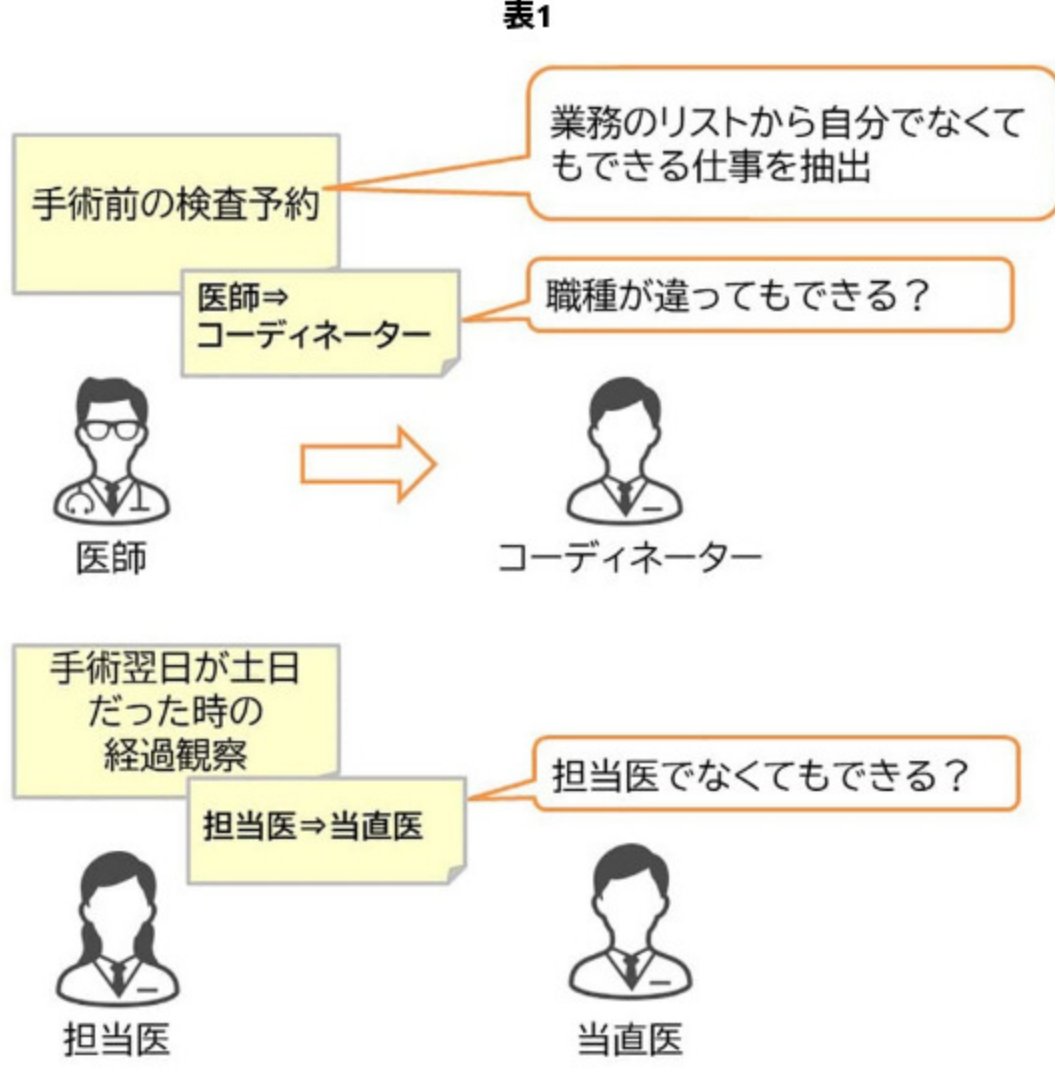 表1
業務のリストから自分でなくて
もできる仕事を抽出
手術前の検査予約
医師⇒
コーディネーター
職種が違ってもできる？
医師
コーディネーター
手術翌日が土日
だった時の
経過観察
担当医でなくてもできる？
担当医⇒当直医
担当医
当直医